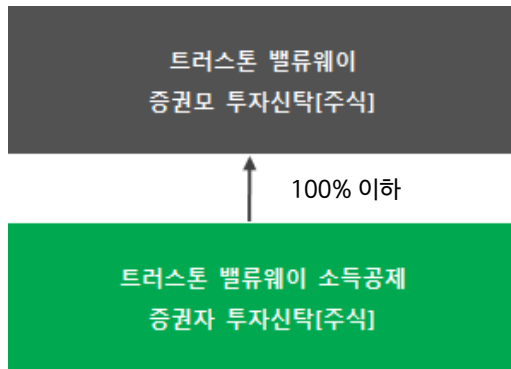 트러스톤 밸류웨이
증권모 투자신탁[주식]
100% 이하
트러스톤 밸류웨이 소득공제
증권자 투자신탁[주식]